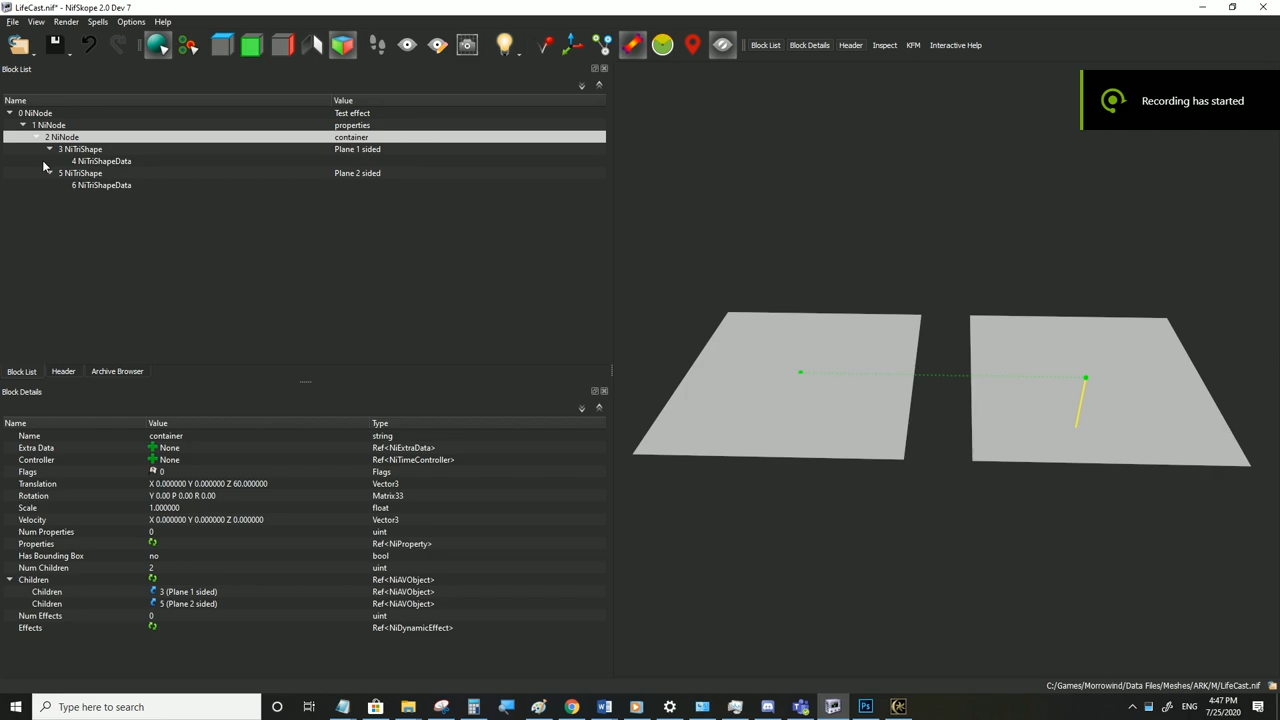 LifeCast.nif* - NifSkope 2.0 Dev 7
File View Render Spells Options Help
Block List Block Details Header Inspect KFM Interactive Help
Block List
Recording has started
Name Value
0 NiNode Test effect
1 NiNode properties
2 NiNode container
3 NiTriShape Plane 1 sided
4 NiTriShapeData
5 NiTriShape Plane 2 sided
6 NiTriShapeData
Block List Header Archive Browser
Block Details
Name Value Type
Name container string
Extra Data None Ref<NiExtraData>
Controller None Ref<NiTimeController>
Flags 0 Flags
Translation X 0.000000 Y 0.000000 Z 60.000000 Vector3
Rotation Y 0.00 P 0.00 R 0.00 Matrix33
Scale 1.000000 float
Velocity X 0.000000 Y 0.000000 Z 0.000000 Vector3
Num Properties 0 uint
Properties Ref<NiProperty>
Has Bounding Box no bool
Num Children 2 uint
Children Ref<NiAVObject>
Children 3 (Plane 1 sided) Ref<NiAVObject>
Children 5 (Plane 2 sided) Ref<NiAVObject>
Num Effects 0 uint
Effects Ref<NiDynamicEffect>
C:/Games/Morrowind/Data Files/Meshes/ARK/M/LifeCast.nif
Type here to search
ENG
4:47 PM
7/25/2020